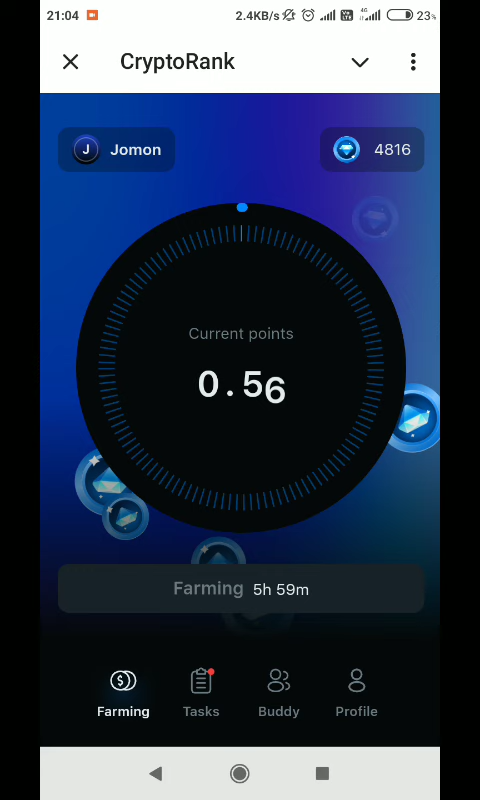 21:04 2.4KB/s 4G 23%
CryptoRank
J Jomon 4816
Current points
0.56
Farming 5h 59m
Farming Tasks Buddy Profile